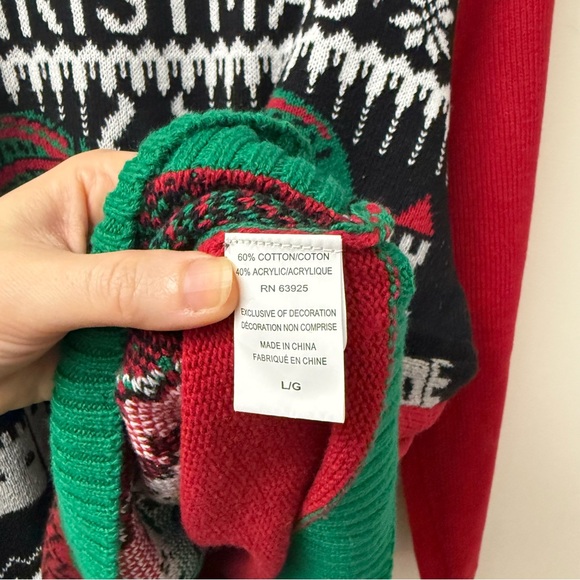 CHRISTMAS
60% COTTON/COTON
40% ACRYLIC/ACRYLIQUE
RN 63925
EXCLUSIVE OF DECORATION
DÉCORATION NON COMPRISE
MADE IN CHINA
FABRIQUÉ EN CHINE
L/G